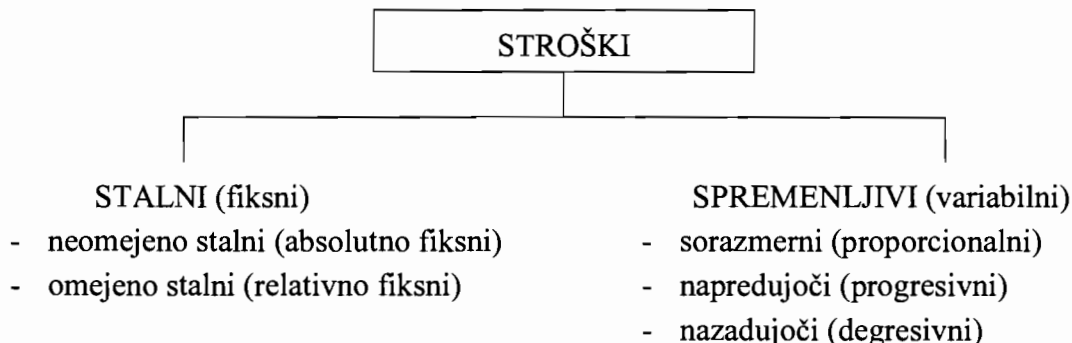 STROŠKI
STALNI (fiksni)
- neomejeno stalni (absolutno fiksni)
- omejeno stalni (relativno fiksni)
SPREMENLJIVI (variabilni)
- sorazmerni (proporcionalni)
- napredujoči (progresivni)
- nazadujoči (degresivni)